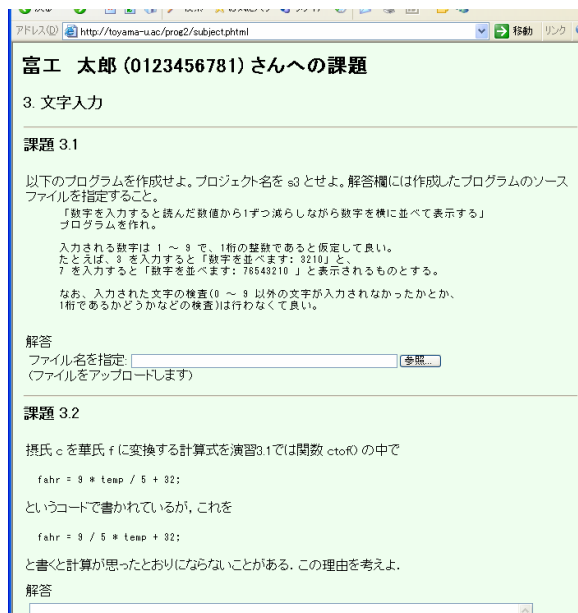 アドレス(D) http://toyama-u.ac/prog2/subject.phtml 移動 リンク
富工 太郎 (0123456781) さんへの課題
3. 文字入力
課題 3.1
以下のプログラムを作成せよ。プロジェクト名を s3 とせよ。解答欄には作成したプログラムのソース
ファイルを指定すること。
「数字を入力すると読んだ数値から1ずつ減らしながら数字を横に並べて表示する」
プログラムを作れ。
入力される数字は 1 ～ 9 で、1桁の整数であると仮定して良い。
たとえば、3 を入力すると「数字を並べます: 3210」と、
7 を入力すると「数字を並べます: 76543210 」と表示されるものとする。
なお、入力された文字の検査(0 ～ 9 以外の文字が入力されなかったかとか、
1桁であるかどうかなどの検査)は行わなくて良い。
解答
ファイル名を指定: 参照...
(ファイルをアップロードします)
課題 3.2
摂氏 c を華氏 f に変換する計算式を演習3.1では関数 ctof() の中で
fahr = 9 * temp / 5 + 32;
というコードで書かれているが，これを
fahr = 9 / 5 * temp + 32;
と書くと計算が思ったとおりにならないことがある．この理由を考えよ．
解答